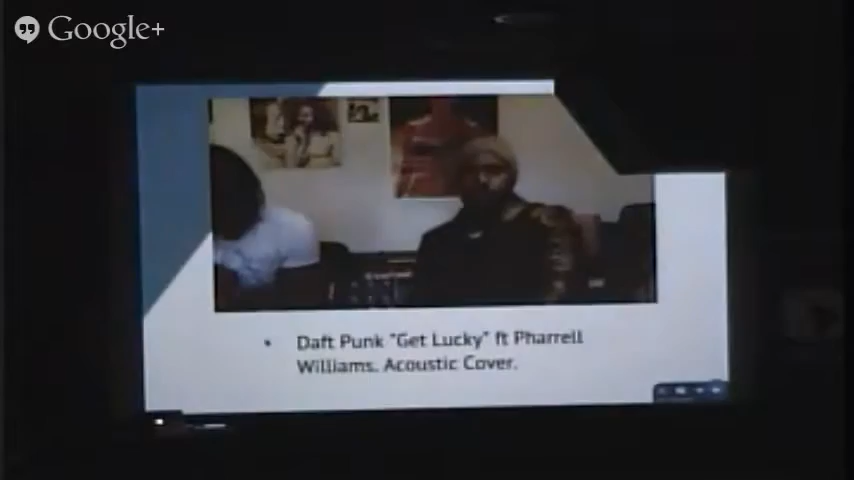 Google+
• Daft Punk "Get Lucky" ft Pharrell
Williams. Acoustic Cover.